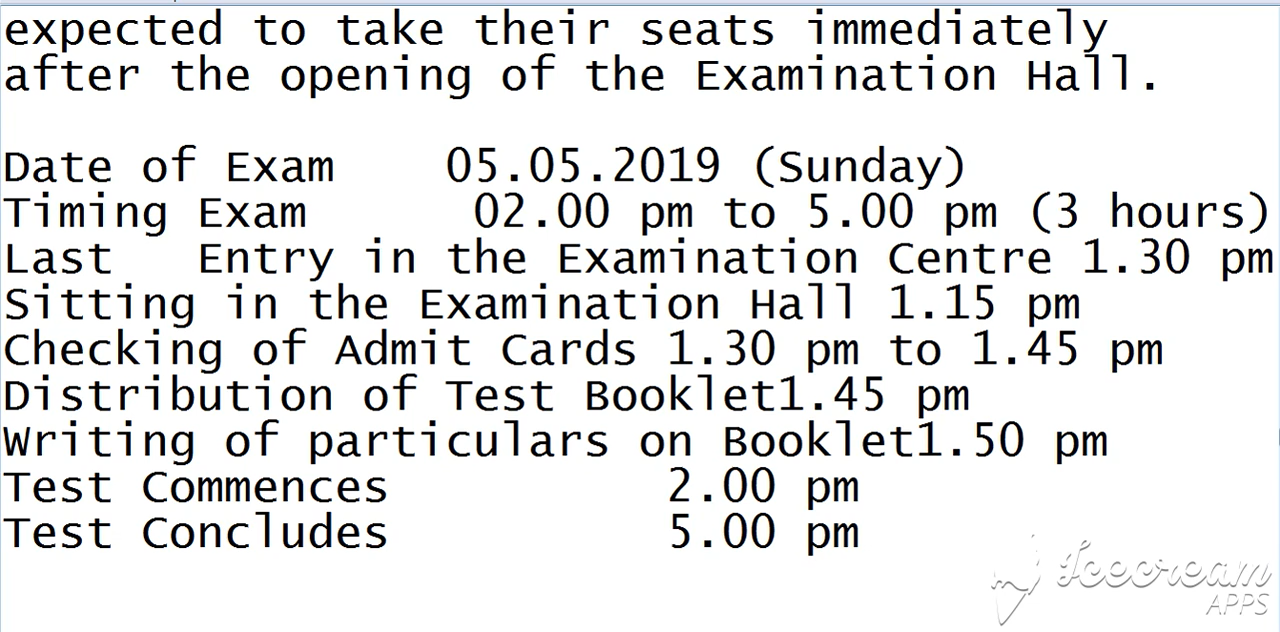 expected to take their seats immediately
after the opening of the Examination Hall.
Date of Exam 05.05.2019 (Sunday)
Timing Exam 02.00 pm to 5.00 pm (3 hours)
Last Entry in the Examination Centre 1.30 pm
Sitting in the Examination Hall 1.15 pm
Checking of Admit Cards 1.30 pm to 1.45 pm
Distribution of Test Booklet1.45 pm
Writing of particulars on Booklet1.50 pm
Test Commences 2.00 pm
Test Concludes 5.00 pm
Icecream
APPS